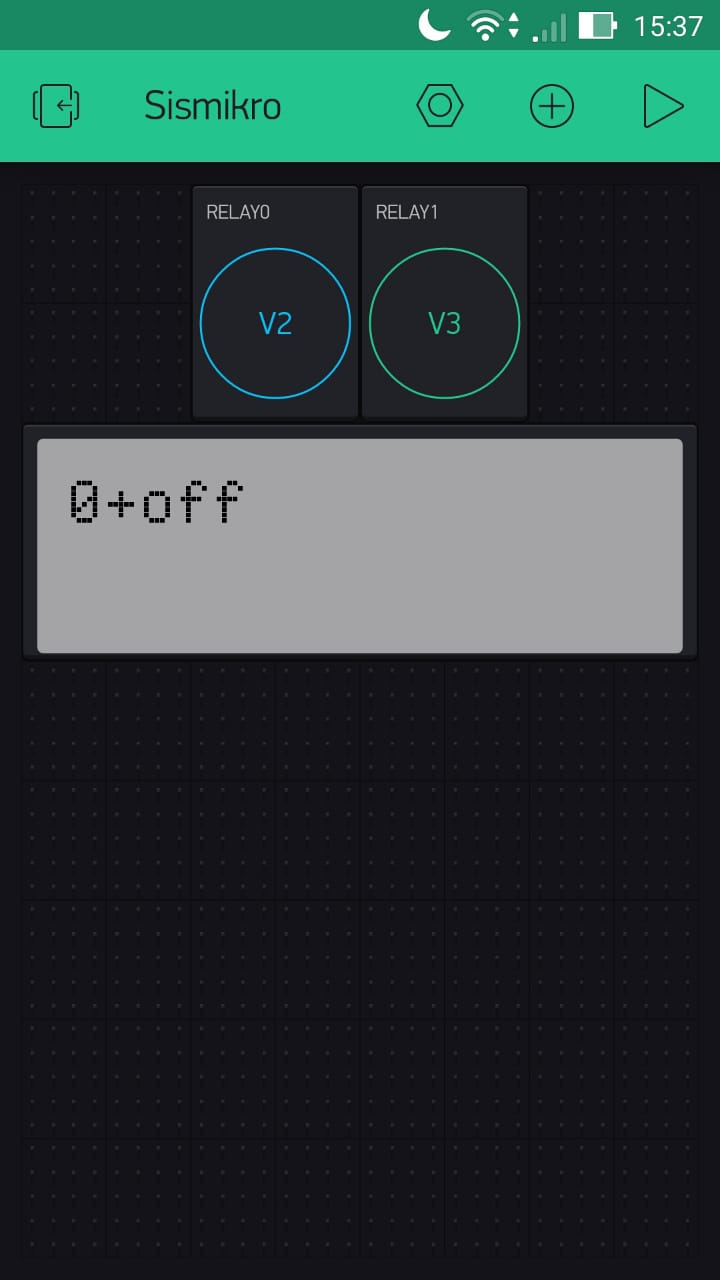 15:37
Sismikro
RELAY0 RELAY1
V2 V3
0+off